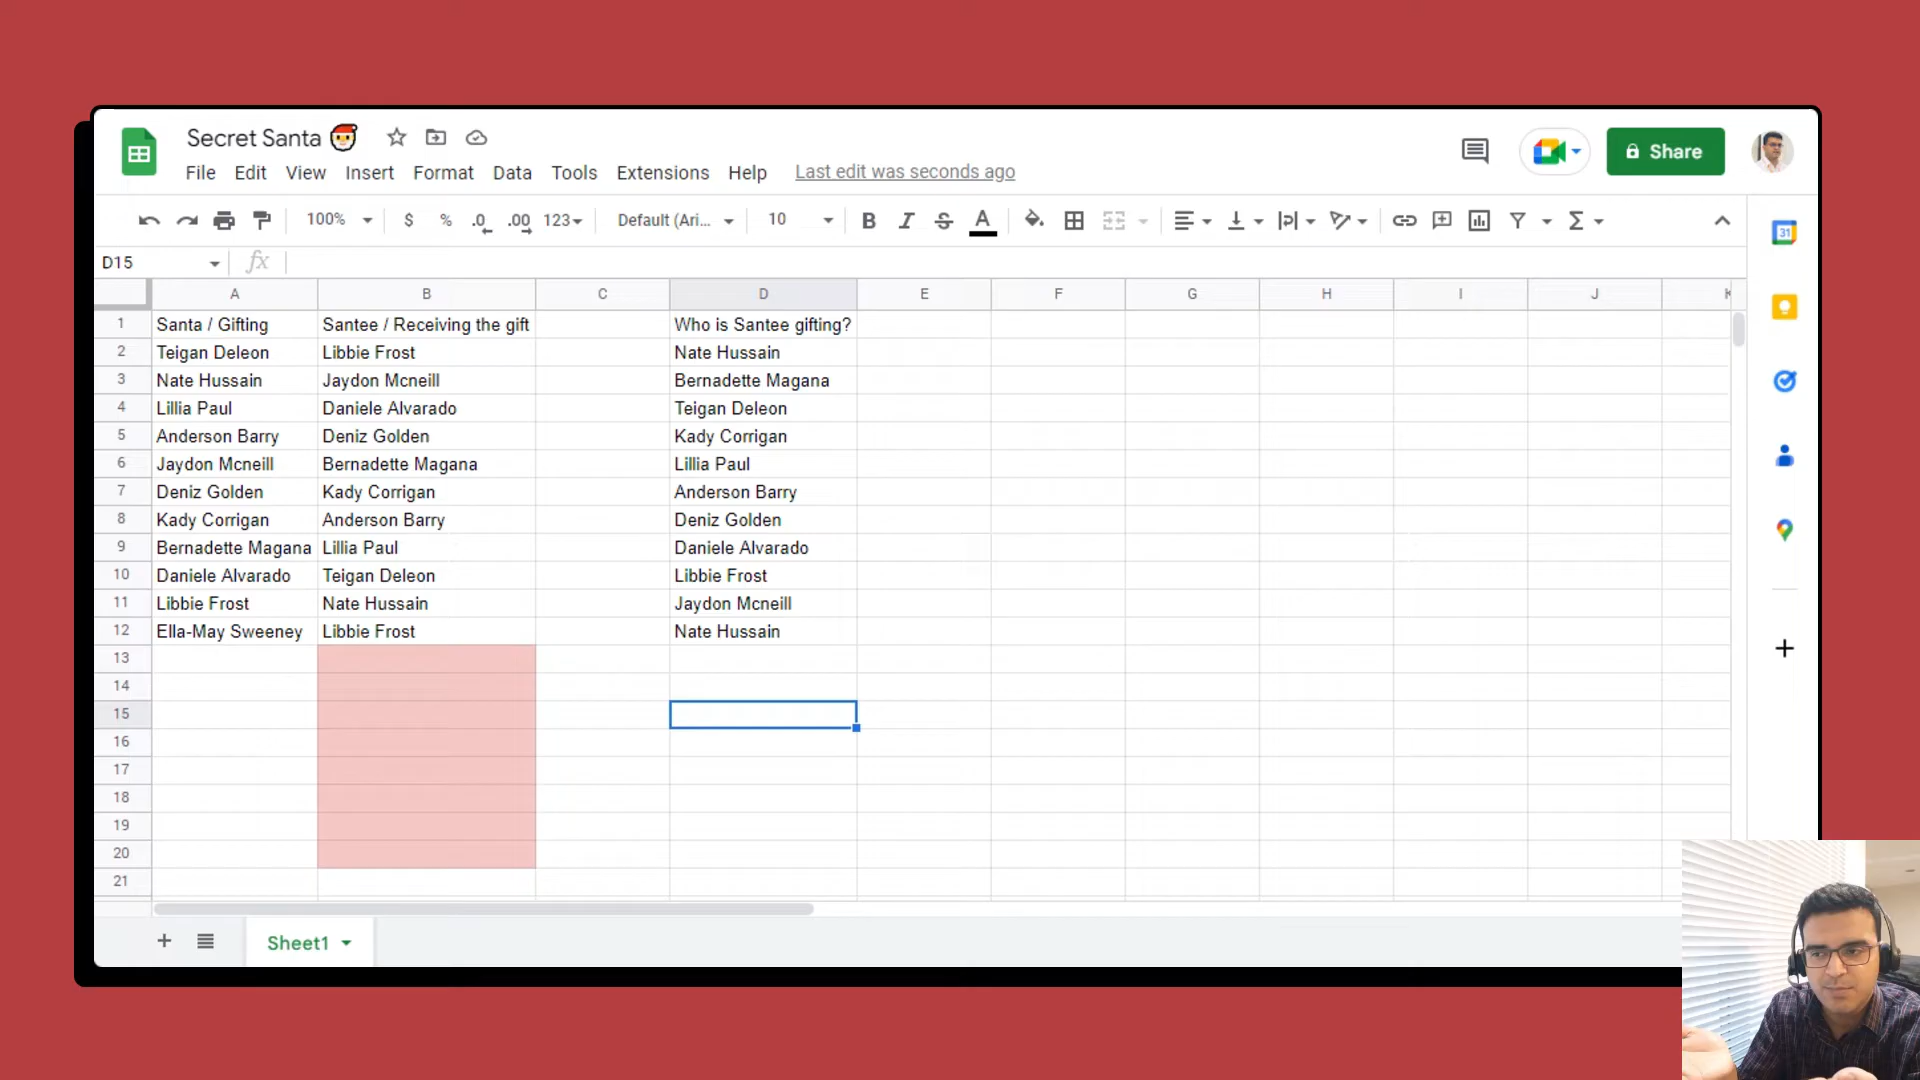 Secret Santa
File Edit View Insert Format Data Tools Extensions Help Last edit was seconds ago
Share
100% $ % .0 .00 123 Default (Ari... 10 B I S A Σ
31
D15 fx
A B C D E F G H I J K
1 Santa / Gifting Santee / Receiving the gift Who is Santee gifting?
2 Teigan Deleon Libbie Frost Nate Hussain
3 Nate Hussain Jaydon Mcneill Bernadette Magana
4 Lillia Paul Daniele Alvarado Teigan Deleon
5 Anderson Barry Deniz Golden Kady Corrigan
6 Jaydon Mcneill Bernadette Magana Lillia Paul
7 Deniz Golden Kady Corrigan Anderson Barry
8 Kady Corrigan Anderson Barry Deniz Golden
9 Bernadette Magana Lillia Paul Daniele Alvarado
10 Daniele Alvarado Teigan Deleon Libbie Frost
11 Libbie Frost Nate Hussain Jaydon Mcneill
12 Ella-May Sweeney Libbie Frost Nate Hussain
13
14
15
16
17
18
19
20
21
Sheet1